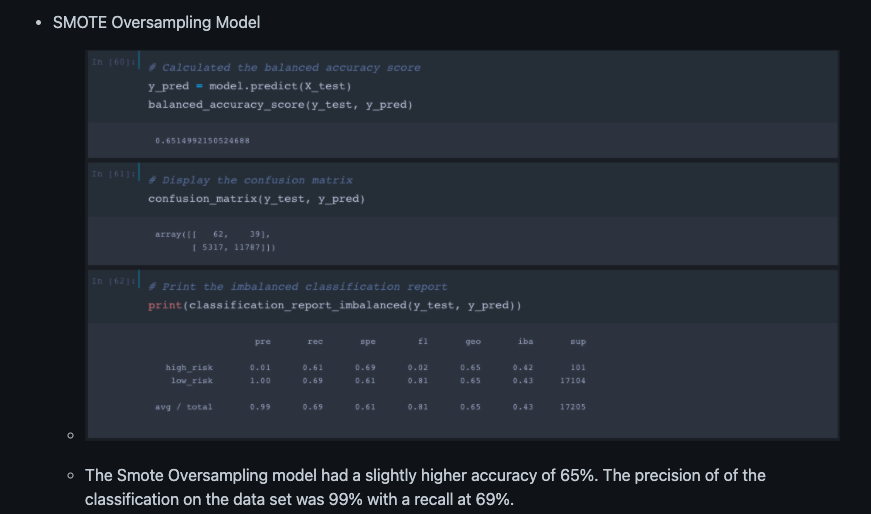 SMOTE Oversampling Model
In [60]:
# Calculated the balanced accuracy score
y_pred = model.predict(X_test)
balanced_accuracy_score(y_test, y_pred)
0.6514992150524688
In [61]:
# Display the confusion matrix
confusion_matrix(y_test, y_pred)
array([[ 62, 39],
[ 5317, 11787]])
In [62]:
# Print the imbalanced classification report
print(classification_report_imbalanced(y_test, y_pred))
pre rec spe f1 geo iba sup
high_risk 0.01 0.61 0.69 0.02 0.65 0.42 101
low_risk 1.00 0.69 0.61 0.81 0.65 0.43 17104
avg / total 0.99 0.69 0.61 0.81 0.65 0.43 17205
The Smote Oversampling model had a slightly higher accuracy of 65%. The precision of of the
classification on the data set was 99% with a recall at 69%.